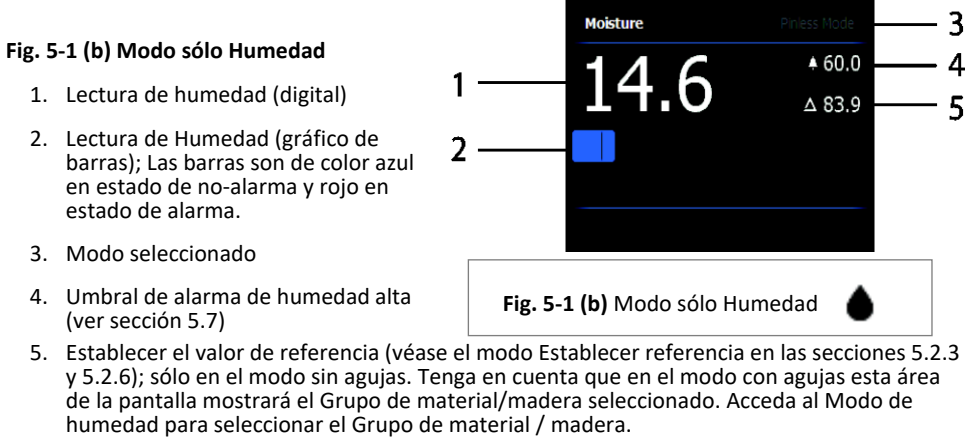 Fig. 5-1 (b) Modo sólo Humedad
1. Lectura de humedad (digital)
2. Lectura de Humedad (gráfico de
barras); Las barras son de color azul
en estado de no-alarma y rojo en
estado de alarma.
3. Modo seleccionado
4. Umbral de alarma de humedad alta
(ver sección 5.7)
Moisture Pinless Mode
14.6
60.0
Δ 83.9
1
2
3
4
5
Fig. 5-1 (b) Modo sólo Humedad
5. Establecer el valor de referencia (véase el modo Establecer referencia en las secciones 5.2.3
y 5.2.6); sólo en el modo sin agujas. Tenga en cuenta que en el modo con agujas esta área
de la pantalla mostrará el Grupo de material/madera seleccionado. Acceda al Modo de
humedad para seleccionar el Grupo de material / madera.